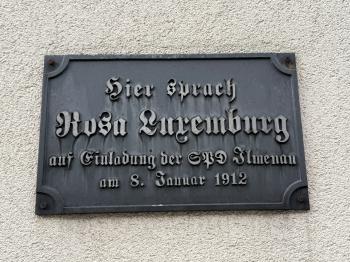 Hier sprach
Rosa Luxemburg
auf Einladung der SPD Ilmenau
am 8. Januar 1912